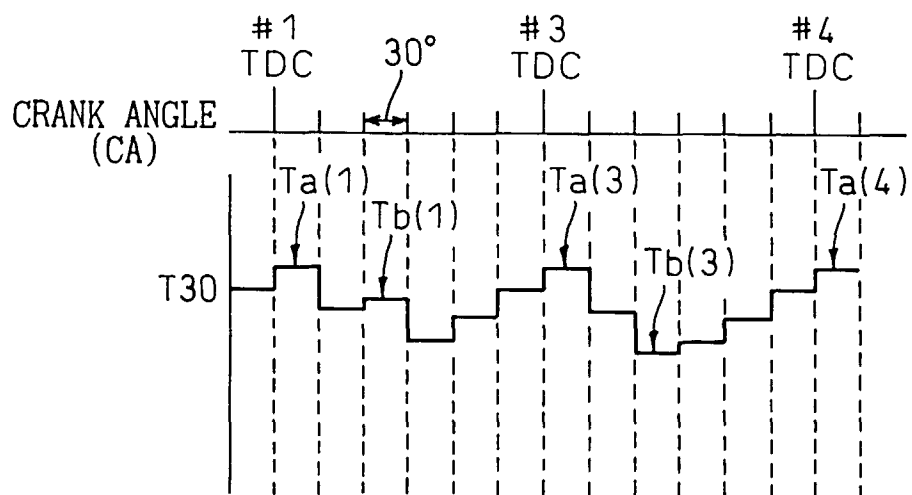 #1
TDC
30°
#3
TDC
#4
TDC
CRANK ANGLE
(CA)
Ta(1)
Tb(1)
Ta(3)
Tb(3)
Ta(4)
T30